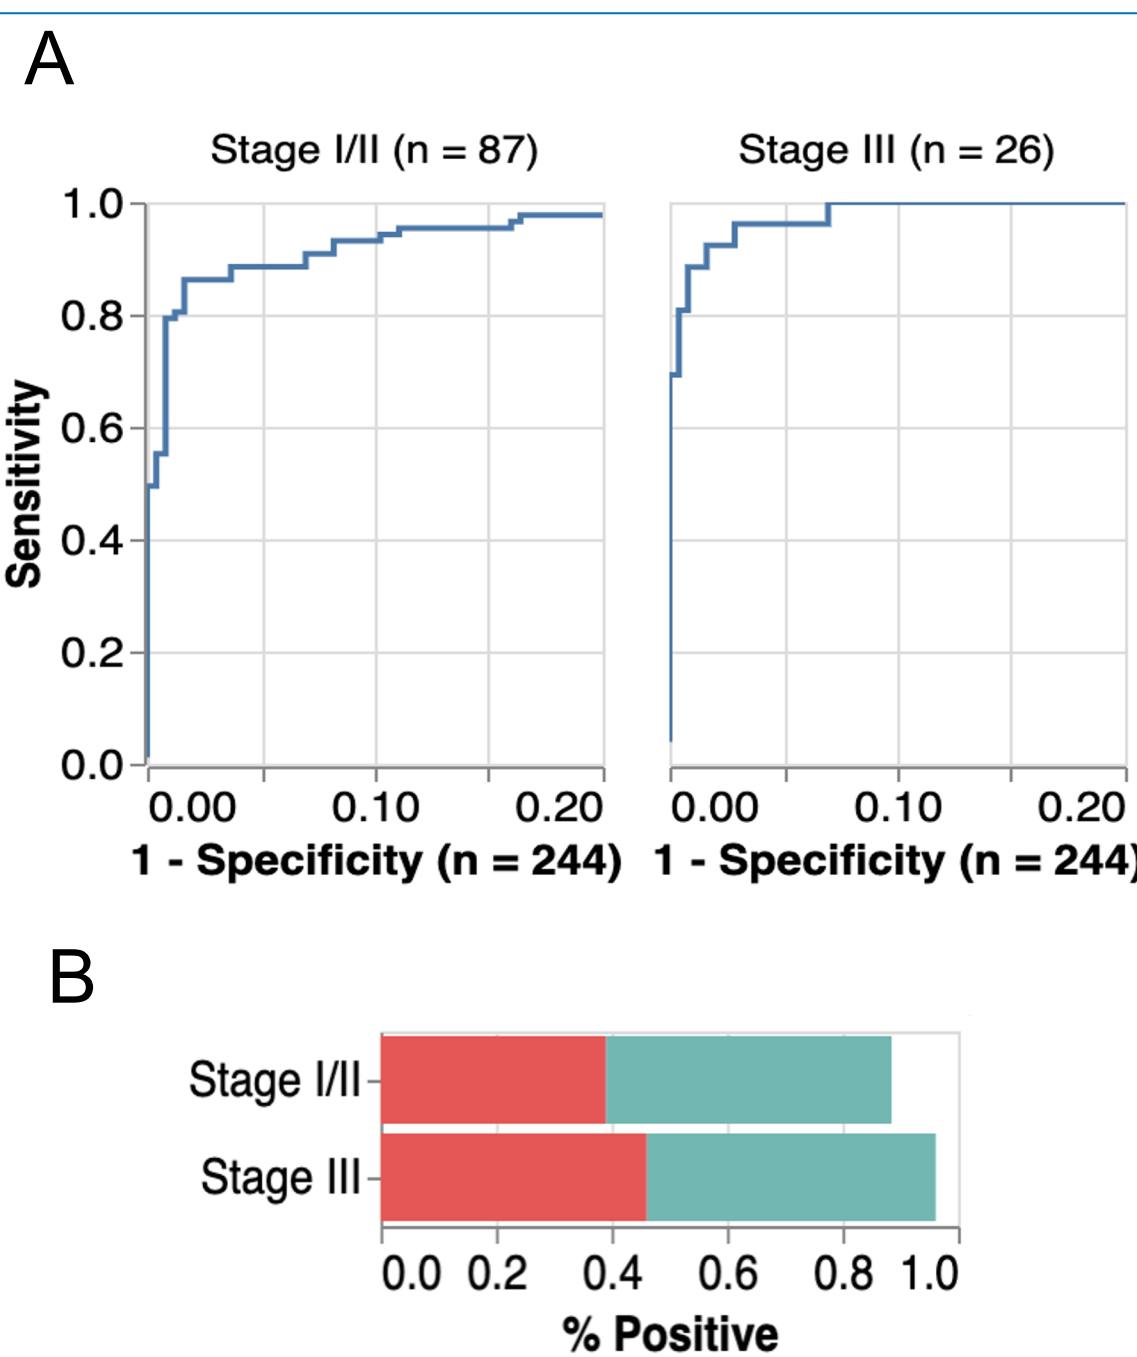 A
Stage I/II (n = 87)
Stage III (n = 26)
Sensitivity
1.0
0.8
0.6
0.4
0.2
0.0
0.00 0.10 0.20
0.00 0.10 0.20
1 - Specificity (n = 244)
1 - Specificity (n = 244)
B
Stage I/II
Stage III
0.0 0.2 0.4 0.6 0.8 1.0
% Positive